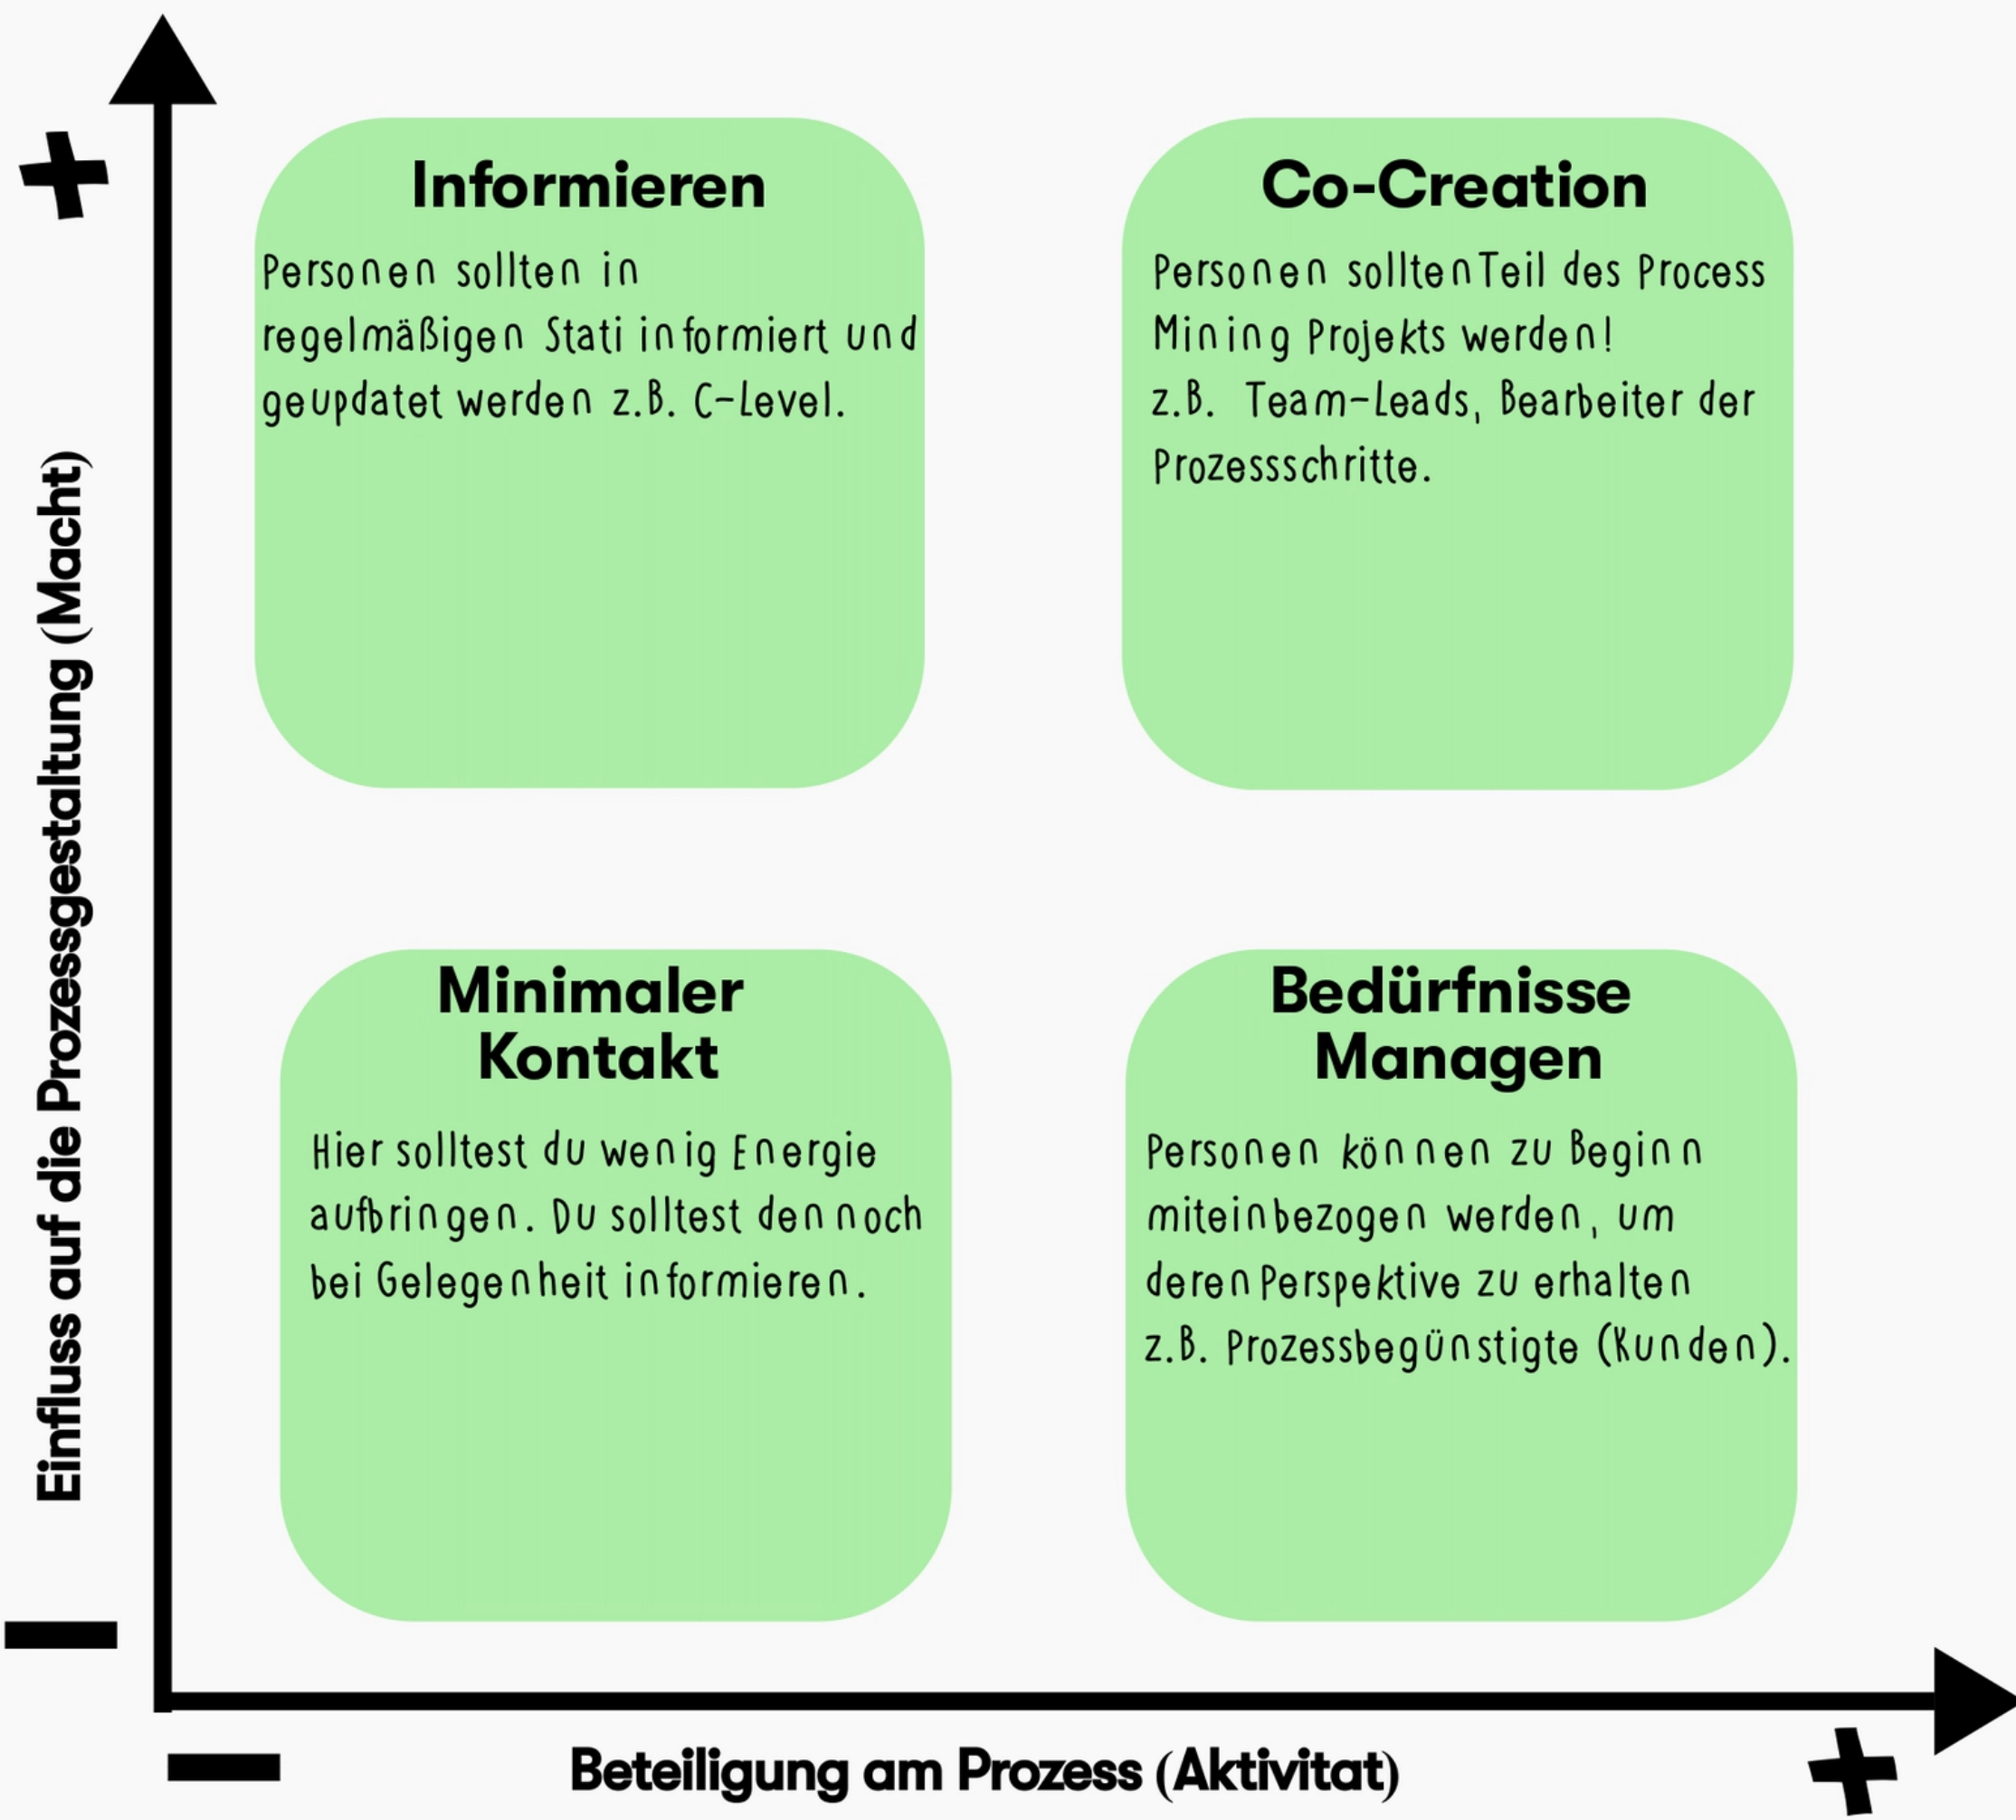 +
Informieren
Personen sollten in
regelmäßigen Stati informiert und
geupdatet werden z.B. C-Level.
Co-Creation
Personen sollten Teil des Process
Mining Projekts werden!
z.B. Team-Leads, Bearbeiter der
Prozessschritte.
Einfluss auf die Prozessgestaltung (Macht)
Minimaler
Kontakt
Hier solltest du wenig Energie
aufbringen. Du solltest dennoch
bei Gelegenheit informieren.
Bedürfnisse
Managen
Personen können zu Beginn
miteinbezogen werden, um
deren Perspektive zu erhalten
z.B. Prozessbegünstigte (Kunden).
—
—
Beteiligung am Prozess (Aktivitat)
+